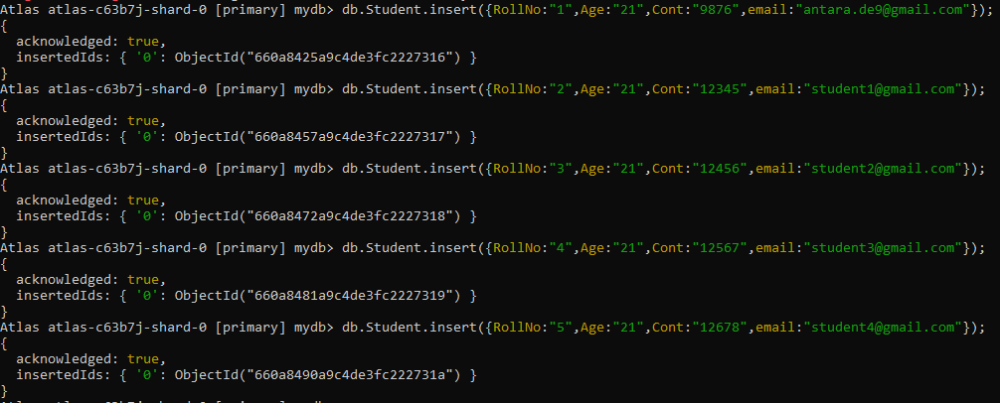 Atlas atlas-c63b7j-shard-0 [primary] mydb> db.Student.insert({RollNo:"1",Age:"21",Cont:"9876",email:"antara.de9@gmail.com"});
{
  acknowledged: true,
  insertedIds: { '0': ObjectId("660a8425a9c4de3fc2227316") }
}
Atlas atlas-c63b7j-shard-0 [primary] mydb> db.Student.insert({RollNo:"2",Age:"21",Cont:"12345",email:"student1@gmail.com"});
{
  acknowledged: true,
  insertedIds: { '0': ObjectId("660a8457a9c4de3fc2227317") }
}
Atlas atlas-c63b7j-shard-0 [primary] mydb> db.Student.insert({RollNo:"3",Age:"21",Cont:"12456",email:"student2@gmail.com"});
{
  acknowledged: true,
  insertedIds: { '0': ObjectId("660a8472a9c4de3fc2227318") }
}
Atlas atlas-c63b7j-shard-0 [primary] mydb> db.Student.insert({RollNo:"4",Age:"21",Cont:"12567",email:"student3@gmail.com"});
{
  acknowledged: true,
  insertedIds: { '0': ObjectId("660a8481a9c4de3fc2227319") }
}
Atlas atlas-c63b7j-shard-0 [primary] mydb> db.Student.insert({RollNo:"5",Age:"21",Cont:"12678",email:"student4@gmail.com"});
{
  acknowledged: true,
  insertedIds: { '0': ObjectId("660a8490a9c4de3fc222731a") }
}